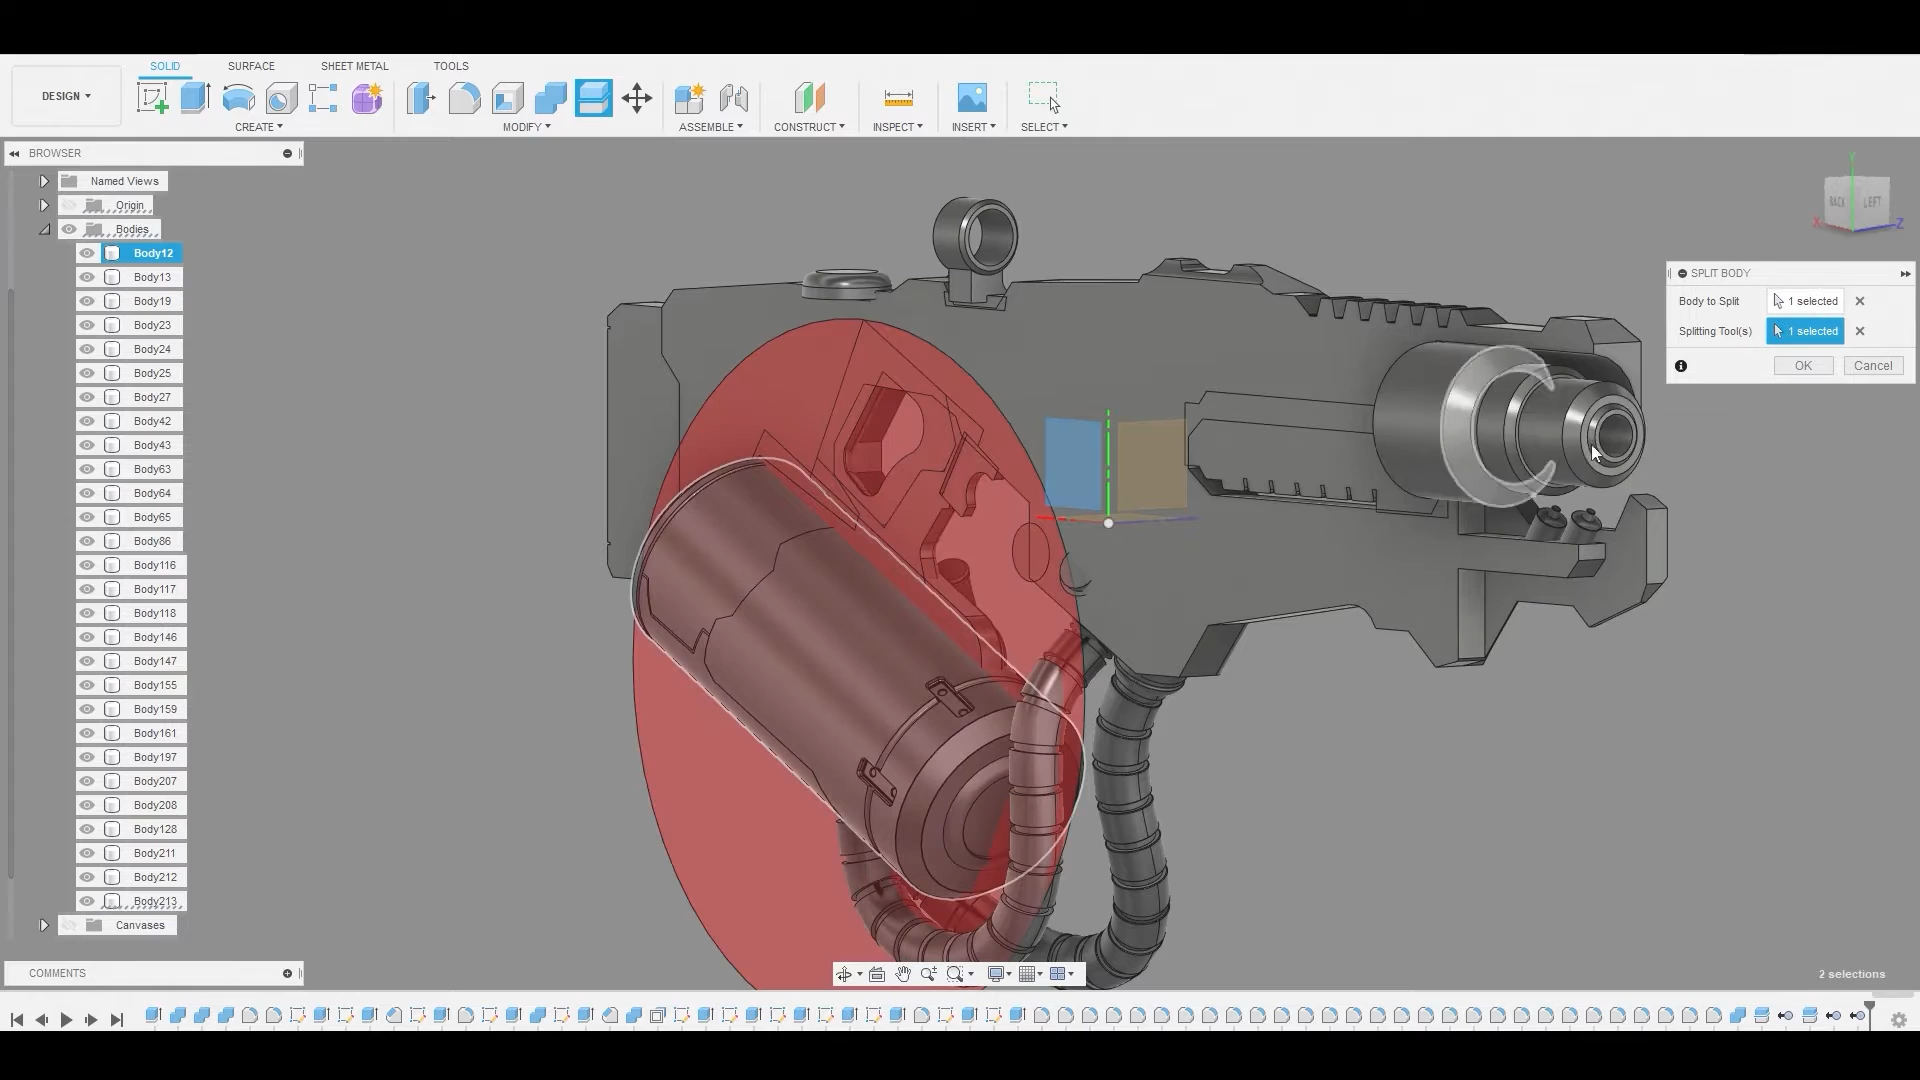 SOLID SURFACE SHEET METAL TOOLS
DESIGN
CREATE MODIFY ASSEMBLE CONSTRUCT INSPECT INSERT SELECT
BROWSER
Named Views
Origin
Bodies
Body12
Body13
Body19
Body23
Body24
Body25
Body27
Body42
Body43
Body63
Body64
Body65
Body86
Body116
Body117
Body118
Body146
Body147
Body155
Body159
Body161
Body197
Body207
Body208
Body128
Body211
Body212
Body213
Canvases
COMMENTS
Y
BACK LEFT
X Z
SPLIT BODY
Body to Split 1 selected
Splitting Tool(s) 1 selected
OK Cancel
2 selections